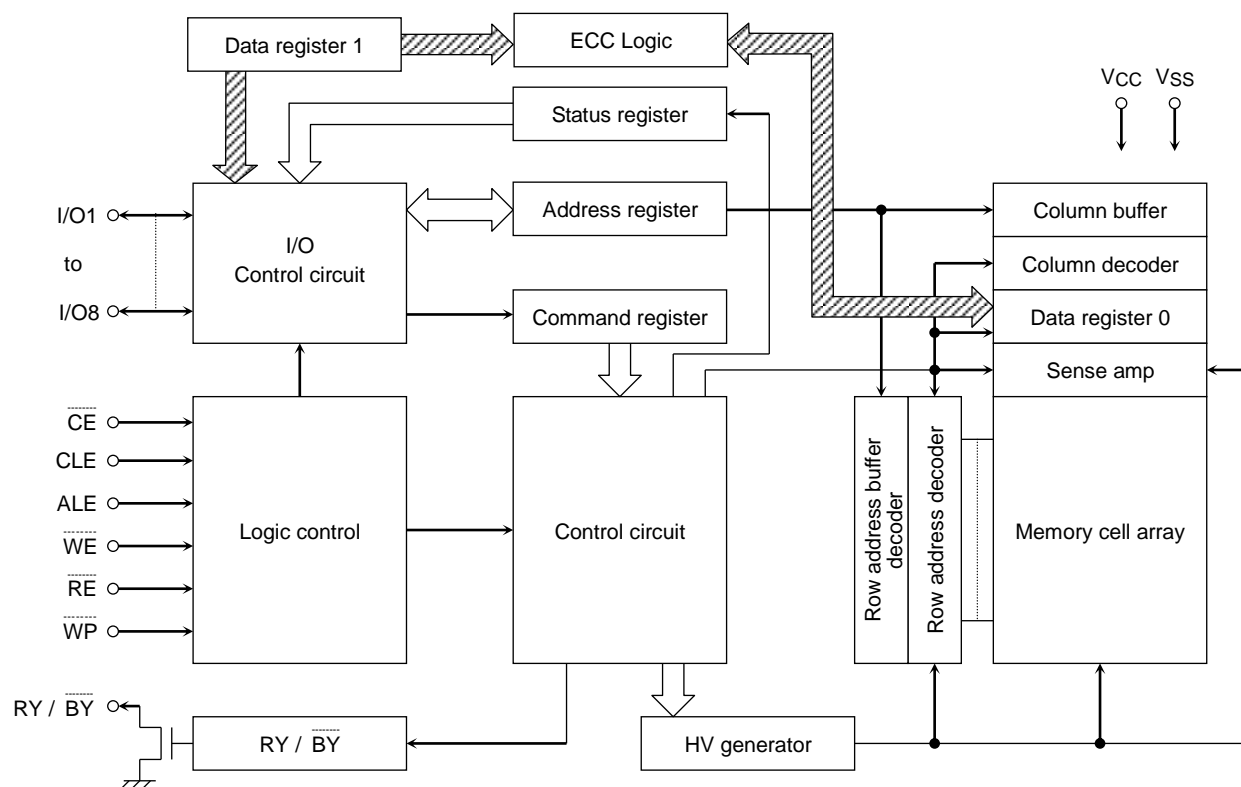 Data register 1
ECC Logic
VCC
VSS
Status register
I/O1
to
I/O8
I/O
Control circuit
Address register
Column buffer
Column decoder
Command register
Data register 0
Sense amp
CE
CLE
ALE
WE
RE
WP
Logic control
Control circuit
Row address buffer
decoder
Row address decoder
Memory cell array
RY / BY
RY / BY
HV generator